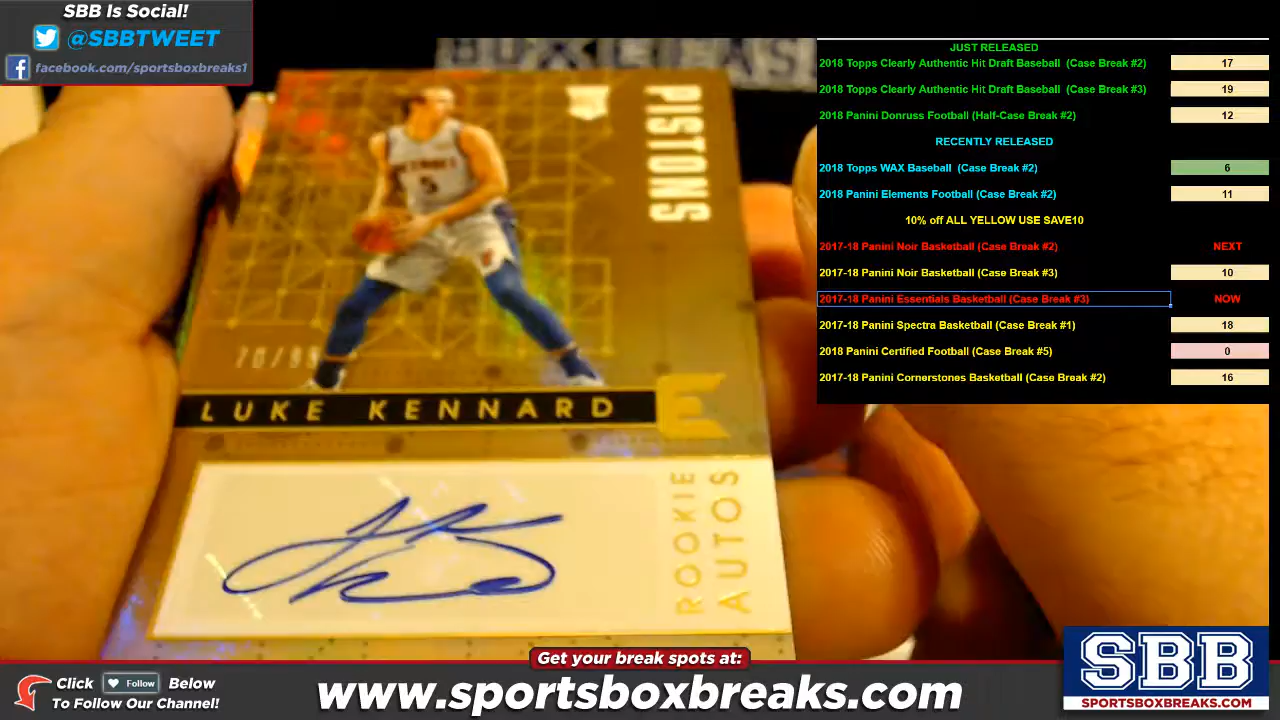 SBB Is Social!
@SBBTWEET
facebook.com/sportsboxbreaks1
JUST RELEASED
2018 Topps Clearly Authentic Hit Draft Baseball (Case Break #2) 17
2018 Topps Clearly Authentic Hit Draft Baseball (Case Break #3) 19
2018 Panini Donruss Football (Half-Case Break #2) 12
RECENTLY RELEASED
2018 Topps WAX Baseball (Case Break #2) 6
2018 Panini Elements Football (Case Break #2) 11
10% off ALL YELLOW USE SAVE10
2017-18 Panini Noir Basketball (Case Break #2) NEXT
2017-18 Panini Noir Basketball (Case Break #3) 10
2017-18 Panini Essentials Basketball (Case Break #3) NOW
2017-18 Panini Spectra Basketball (Case Break #1) 18
2018 Panini Certified Football (Case Break #5) 0
2017-18 Panini Cornerstones Basketball (Case Break #2) 16
PISTONS
DETROIT
5
LUKE KENNARD
E
ROOKIE
AUTOS
Get your break spots at:
Click Follow Below
To Follow Our Channel!
www.sportsboxbreaks.com
SBB
SPORTSBOXBREAKS.COM